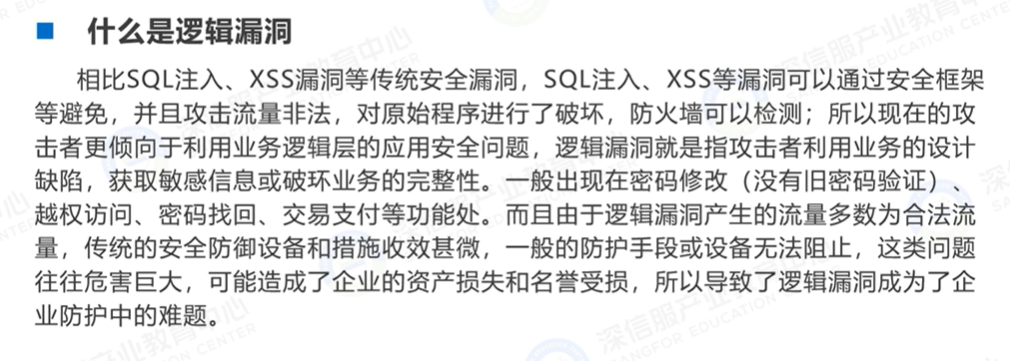 ■ 什么是逻辑漏洞
相比SQL注入、XSS漏洞等传统安全漏洞，SQL注入、XSS等漏洞可以通过安全框架
等避免，并且攻击流量非法，对原始程序进行了破坏，防火墙可以检测；所以现在的攻
击者更倾向于利用业务逻辑层的应用安全问题，逻辑漏洞就是指攻击者利用业务的设计
缺陷，获取敏感信息或破环业务的完整性。一般出现在密码修改（没有旧密码验证）、
越权访问、密码找回、交易支付等功能处。而且由于逻辑漏洞产生的流量多数为合法流
量，传统的安全防御设备和措施收效甚微，一般的防护手段或设备无法阻止，这类问题
往往危害巨大，可能造成了企业的资产损失和名誉受损，所以导致了逻辑漏洞成为了企
业防护中的难题。
深信服产业教育中心
SANGFOR EDUCATION CENTER